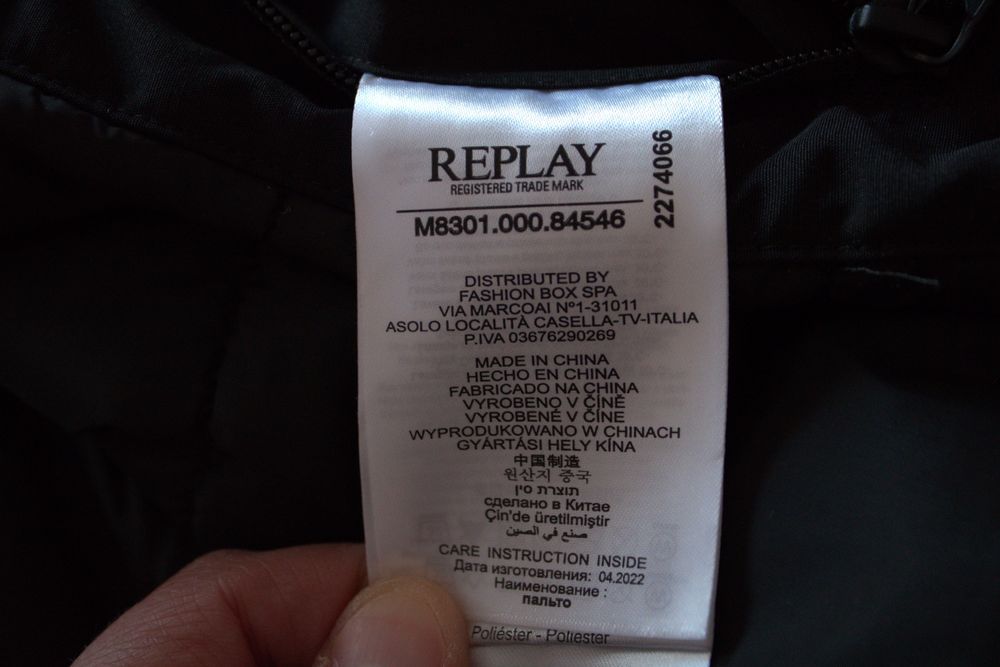 REPLAY
REGISTERED TRADE MARK
M8301.000.84546
2274066
DISTRIBUTED BY
FASHION BOX SPA
VIA MARCOAI Nº1-31011
ASOLO LOCALITÀ CASELLA-TV-ITALIA
P.IVA 03676290269
MADE IN CHINA
HECHO EN CHINA
FABRICADO NA CHINA
VYROBENO V ČÍNĚ
VYROBENÉ V ČÍNE
WYPRODUKOWANO W CHINACH
GYÁRTÁSI HELY KÍNA
中国制造
원산지 중국
תוצרת סין
сделано в Китае
Çin'de üretilmiştir
صنع في الصين
CARE INSTRUCTION INSIDE
Дата изготовления: 04.2022
Наименование :
пальто
Poliéster - Poliester